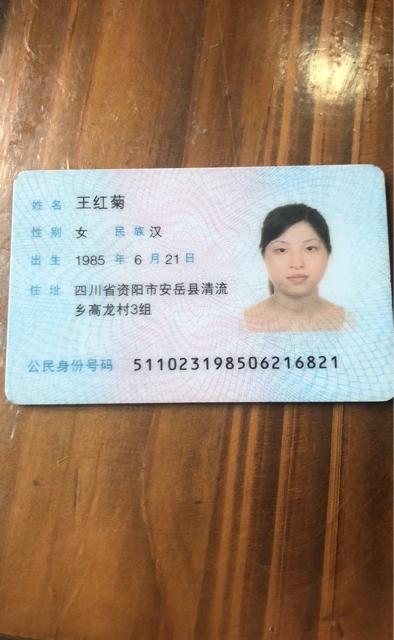 姓名 王红菊
性别 女 民族 汉
出生 1985 年 6 月 21 日
住址 四川省资阳市安岳县清流
乡高龙村3组
公民身份号码 511023198506216821